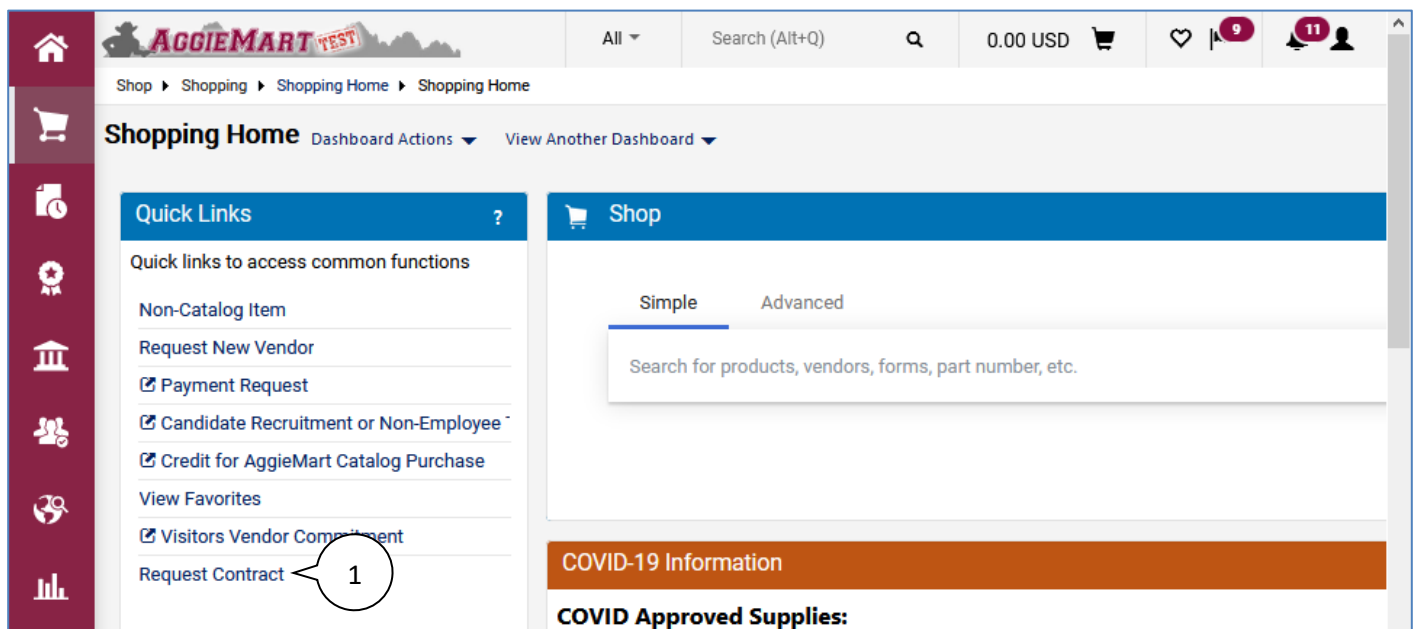 AGGIEMART TEST
All
Search (Alt+Q)
0.00 USD
9
11
Shop Shopping Shopping Home Shopping Home
Shopping Home Dashboard Actions View Another Dashboard
Quick Links ?
Quick links to access common functions
Non-Catalog Item
Request New Vendor
Payment Request
Candidate Recruitment or Non-Employee
Credit for AggieMart Catalog Purchase
View Favorites
Visitors Vendor Commitment
Request Contract
1
Shop
Simple Advanced
Search for products, vendors, forms, part number, etc.
COVID-19 Information
COVID Approved Supplies: